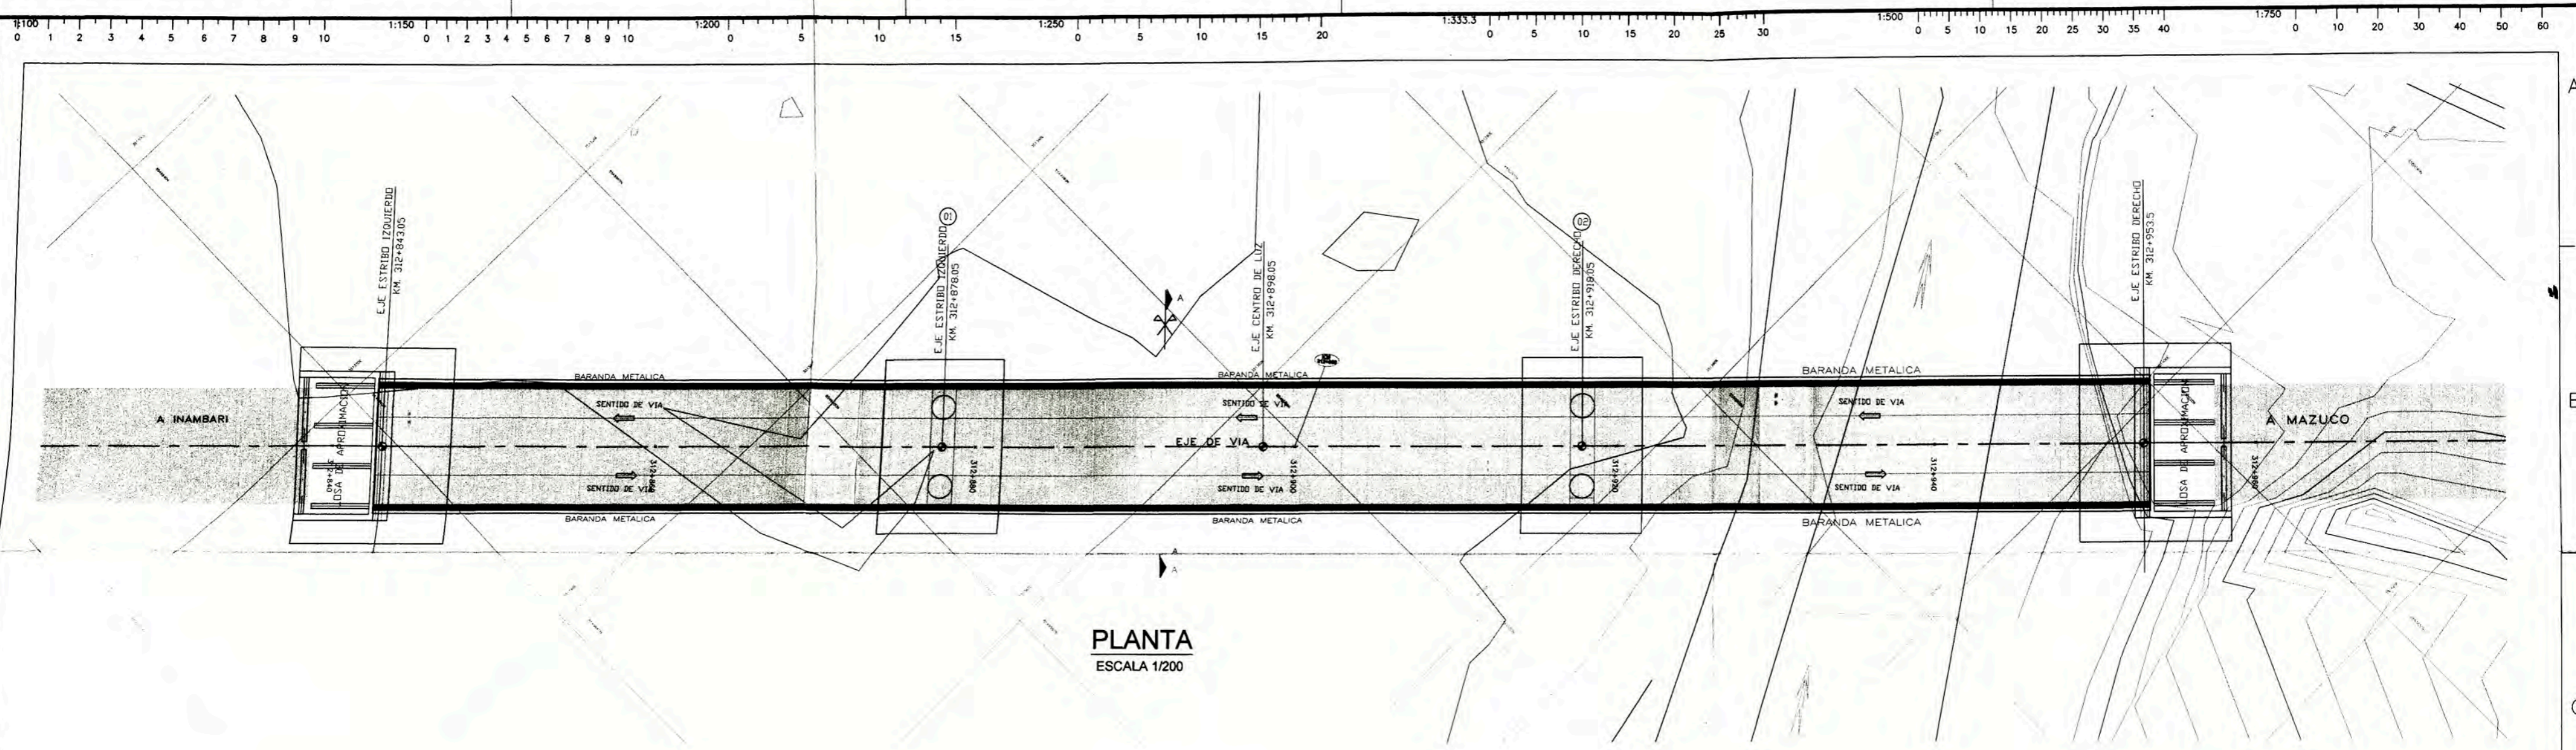 1:100 1:150 1:200 1:250 1:333.3 1:500 1:750
0 1 2 3 4 5 6 7 8 9 10 0 1 2 3 4 5 6 7 8 9 10 0 5 10 15 0 5 10 15 20 0 5 10 15 20 25 30 0 5 10 15 20 25 30 35 40 0 10 20 30 40 50 60
A
EJE ESTRIBO IZQUIERDO
KM. 312+843.05
01
EJE ESTRIBO IZQUIERDO
KM. 312+878.05
EJE CENTRO DE LUZ
KM. 312+898.05
02
EJE ESTRIBO DERECHO
KM. 312+918.05
EJE ESTRIBO DERECHO
KM. 312+953.5
A
BARANDA METALICA
BARANDA METALICA
BARANDA METALICA
A INAMBARI
LOSA DE APROXIMACION
312+840
SENTIDO DE VIA
SENTIDO DE VIA
SENTIDO DE VIA
EJE DE VIA
LOSA DE APROXIMACION
A MAZUCO
SENTIDO DE VIA
312+880
SENTIDO DE VIA
312+900
SENTIDO DE VIA
312+940
BARANDA METALICA
BARANDA METALICA
BARANDA METALICA
A
A
PLANTA
ESCALA 1/200